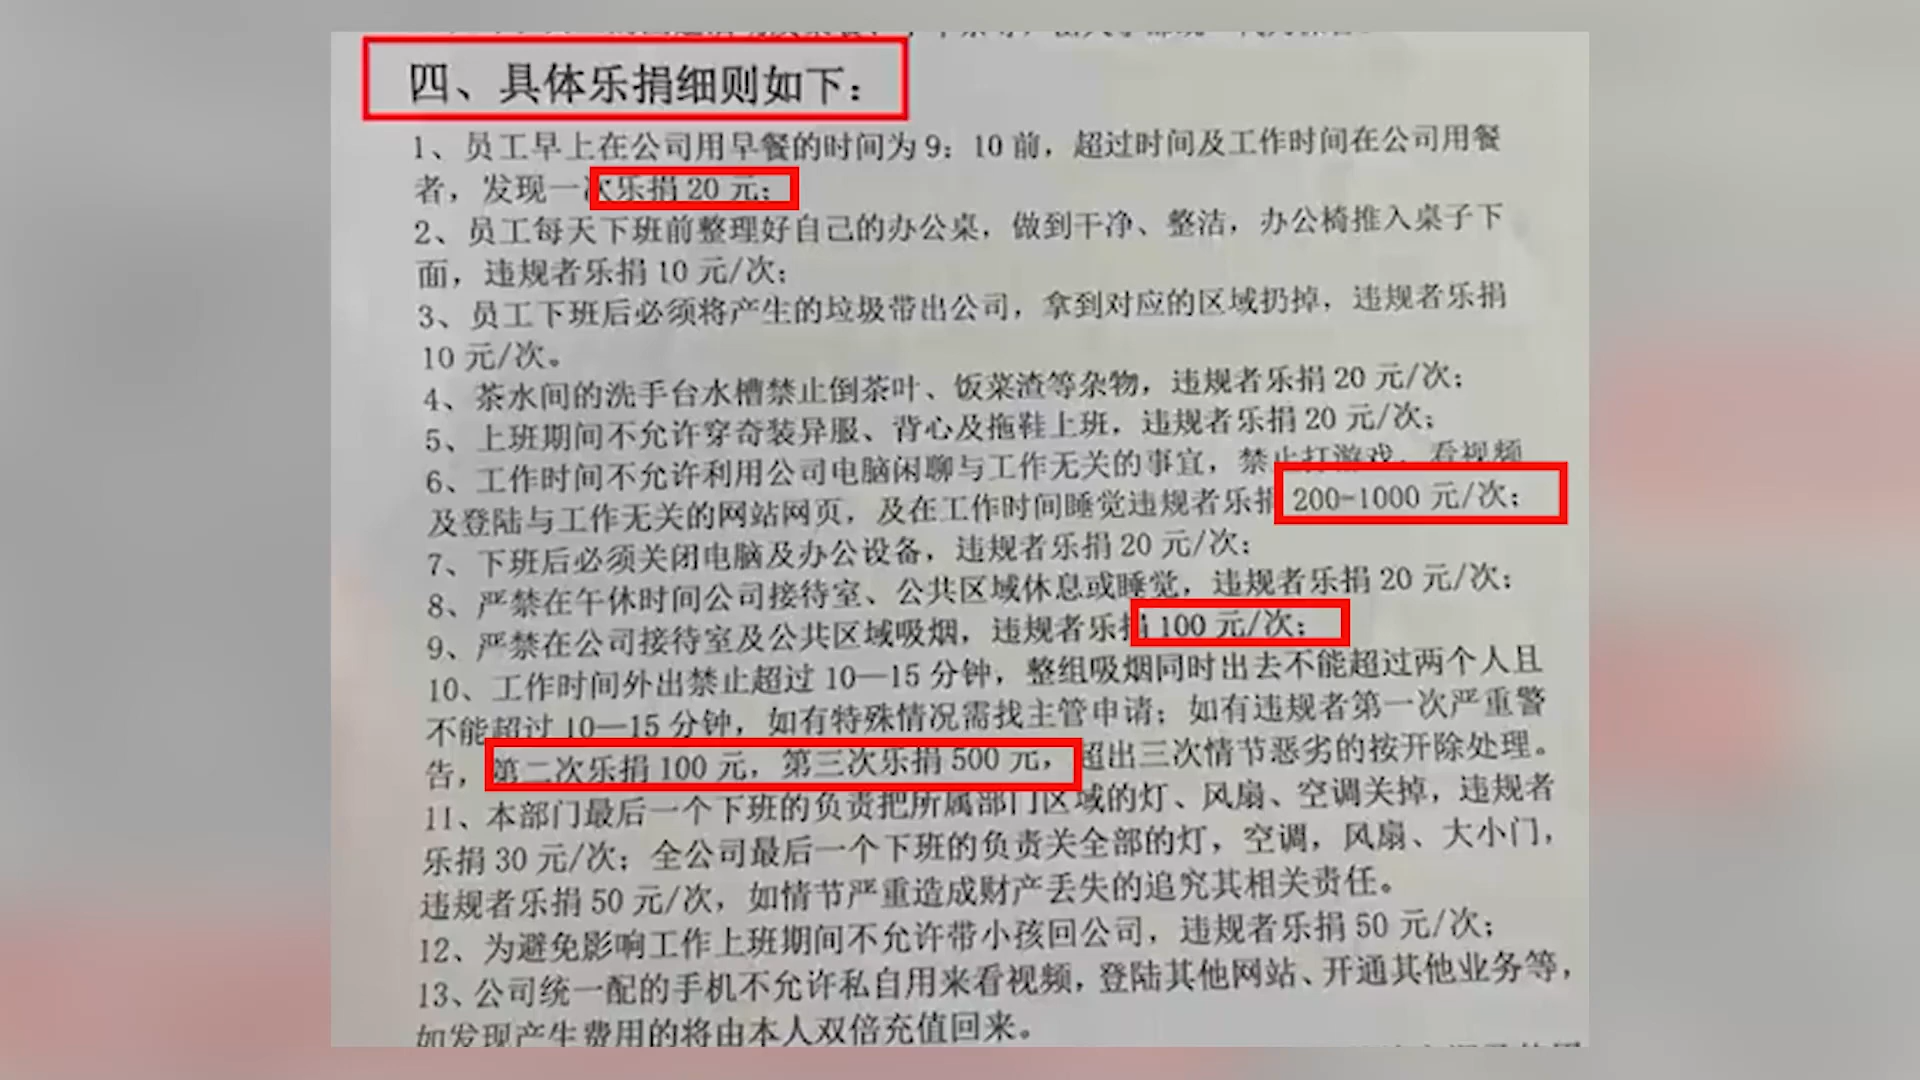 四、具体乐捐细则如下：
1、员工早上在公司用早餐的时间为9：10前，超过时间及工作时间在公司用餐
者，发现一次乐捐20元；
2、员工每天下班前整理好自己的办公桌，做到干净、整洁，办公椅推入桌子下
面，违规者乐捐10元/次；
3、员工下班后必须将产生的垃圾带出公司，拿到对应的区域扔掉，违规者乐捐
10元/次。
4、茶水间的洗手台水槽禁止倒茶叶、饭菜渣等杂物，违规者乐捐20元/次；
5、上班期间不允许穿奇装异服、背心及拖鞋上班，违规者乐捐20元/次；
6、工作时间不允许利用公司电脑闲聊与工作无关的事宜，禁止打游戏、看视频
及登陆与工作无关的网站网页，及在工作时间睡觉违规者乐捐200-1000元/次；
7、下班后必须关闭电脑及办公设备，违规者乐捐20元/次；
8、严禁在午休时间公司接待室、公共区域休息或睡觉，违规者乐捐20元/次；
9、严禁在公司接待室及公共区域吸烟，违规者乐捐100元/次；
10、工作时间外出禁止超过10—15分钟，整组吸烟同时出去不能超过两个人且
不能超过10—15分钟，如有特殊情况需找主管申请；如有违规者第一次严重警
告，第二次乐捐100元，第三次乐捐500元，超出三次情节恶劣的按开除处理。
11、本部门最后一个下班的负责把所属部门区域的灯、风扇、空调关掉，违规者
乐捐30元/次；全公司最后一个下班的负责关全部的灯，空调，风扇、大小门，
违规者乐捐50元/次，如情节严重造成财产丢失的追究其相关责任。
12、为避免影响工作上班期间不允许带小孩回公司，违规者乐捐50元/次；
13、公司统一配的手机不允许私自用来看视频，登陆其他网站、开通其他业务等，
如发现产生费用的将由本人双倍充值回来。